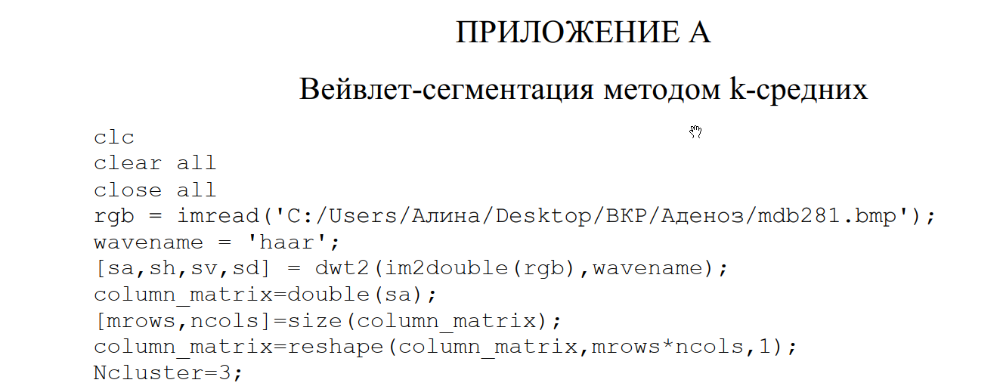 ПРИЛОЖЕНИЕ А
Вейвлет-сегментация методом k-средних
clc
clear all
close all
rgb = imread('C:/Users/Алина/Desktop/ВКР/Аденоз/mdb281.bmp');
wavename = 'haar';
[sa,sh,sv,sd] = dwt2(im2double(rgb),wavename);
column_matrix=double(sa);
[mrows,ncols]=size(column_matrix);
column_matrix=reshape(column_matrix,mrows*ncols,1);
Ncluster=3;